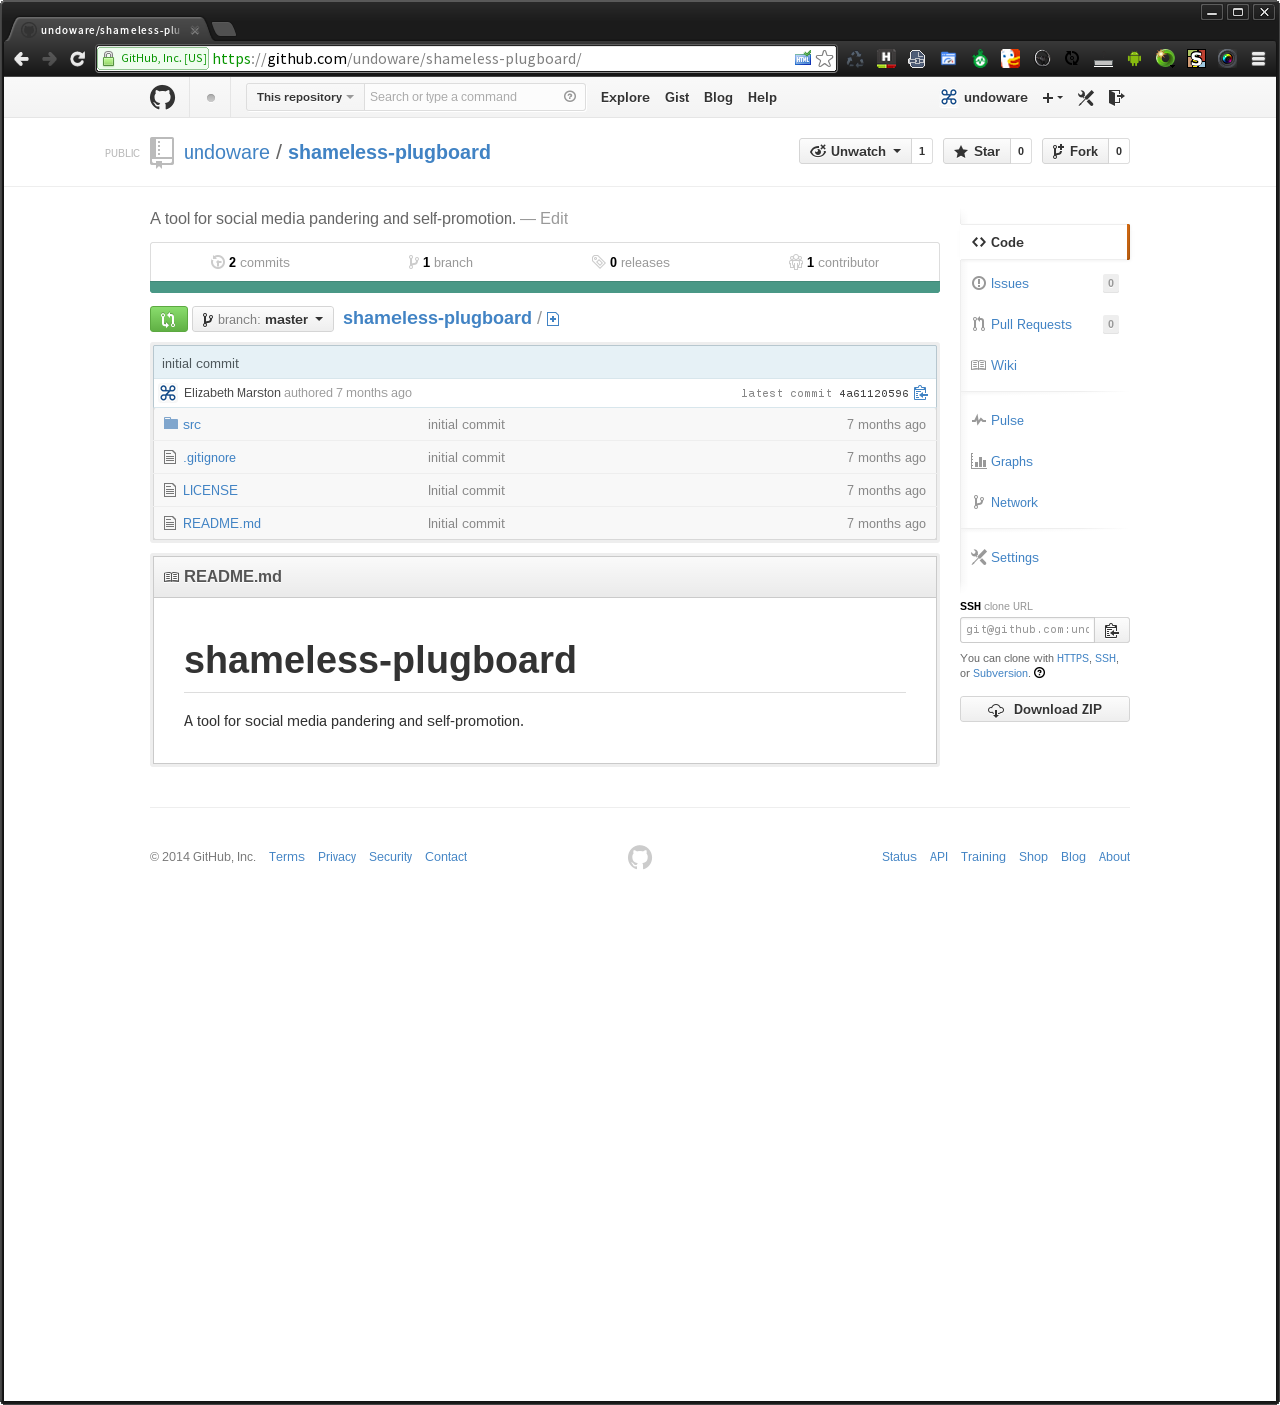 undoware/shameless-plu
GitHub, Inc. [US] https://github.com/undoware/shameless-plugboard/
This repository Search or type a command Explore Gist Blog Help undoware
PUBLIC undoware / shameless-plugboard Unwatch 1 Star 0 Fork 0
A tool for social media pandering and self-promotion. — Edit
2 commits 1 branch 0 releases 1 contributor
branch: master shameless-plugboard /
initial commit
Elizabeth Marston authored 7 months ago latest commit 4a61120596
src initial commit 7 months ago
.gitignore initial commit 7 months ago
LICENSE Initial commit 7 months ago
README.md Initial commit 7 months ago
README.md
shameless-plugboard
A tool for social media pandering and self-promotion.
Code
Issues 0
Pull Requests 0
Wiki
Pulse
Graphs
Network
Settings
SSH clone URL
git@github.com:und
You can clone with HTTPS, SSH,
or Subversion.
Download ZIP
© 2014 GitHub, Inc. Terms Privacy Security Contact Status API Training Shop Blog About